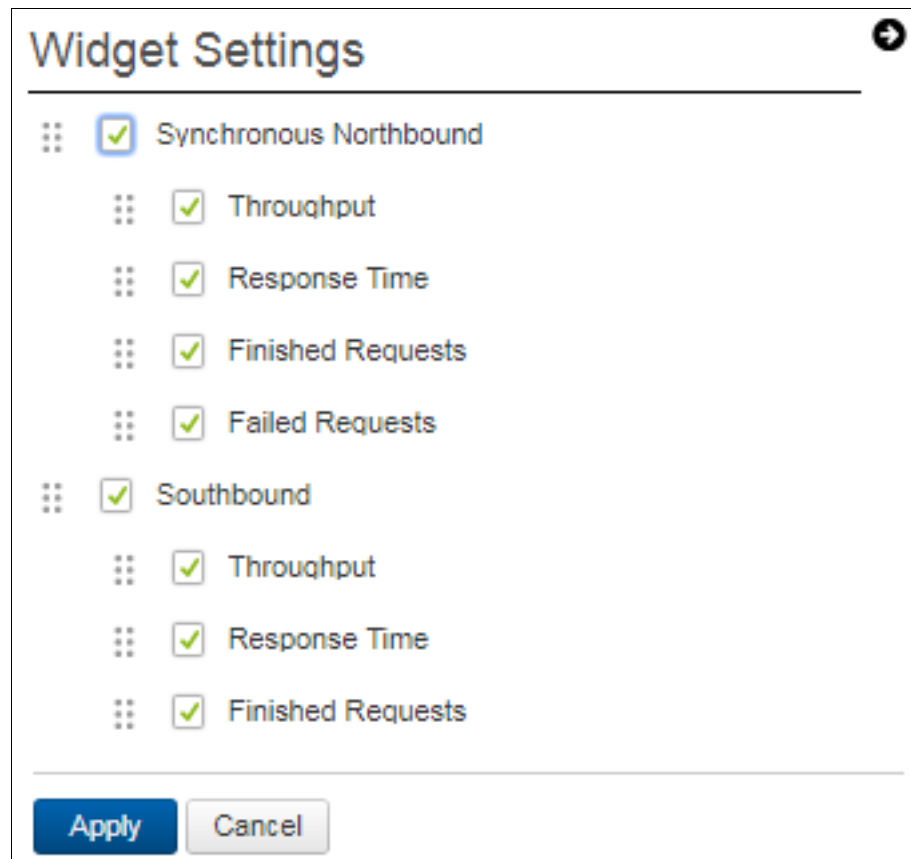 Widget Settings
Synchronous Northbound
Throughput
Response Time
Finished Requests
Failed Requests
Southbound
Throughput
Response Time
Finished Requests
Apply Cancel